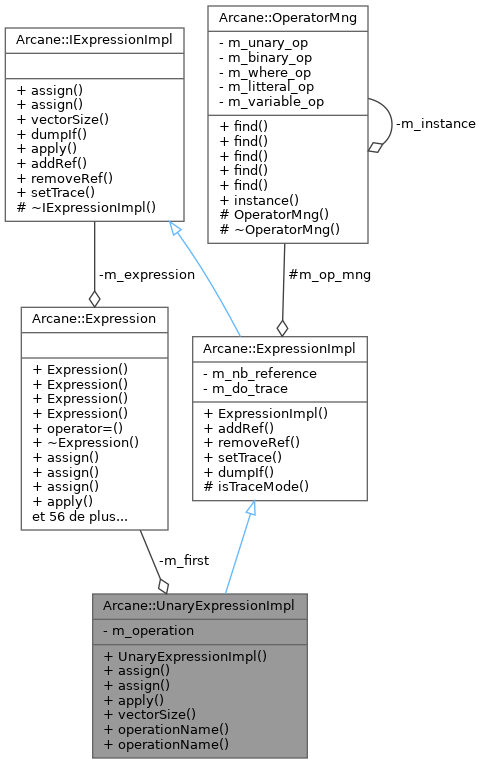 Arcane::IExpressionImpl
+ assign()
+ assign()
+ vectorSize()
+ dumpIf()
+ apply()
+ addRef()
+ removeRef()
+ setTrace()
# ~IExpressionImpl()
Arcane::OperatorMng
- m_unary_op
- m_binary_op
- m_where_op
- m_litteral_op
- m_variable_op
+ find()
+ find()
+ find()
+ find()
+ find()
+ instance()
# OperatorMng()
# ~OperatorMng()
-m_instance
-m_expression
#m_op_mng
Arcane::Expression
+ Expression()
+ Expression()
+ Expression()
+ Expression()
+ operator=()
+ ~Expression()
+ assign()
+ assign()
+ assign()
+ apply()
et 56 de plus...
Arcane::ExpressionImpl
- m_nb_reference
- m_do_trace
+ ExpressionImpl()
+ addRef()
+ removeRef()
+ setTrace()
+ dumpIf()
# isTraceMode()
-m_first
Arcane::UnaryExpressionImpl
- m_operation
+ UnaryExpressionImpl()
+ assign()
+ assign()
+ apply()
+ vectorSize()
+ operationName()
+ operationName()